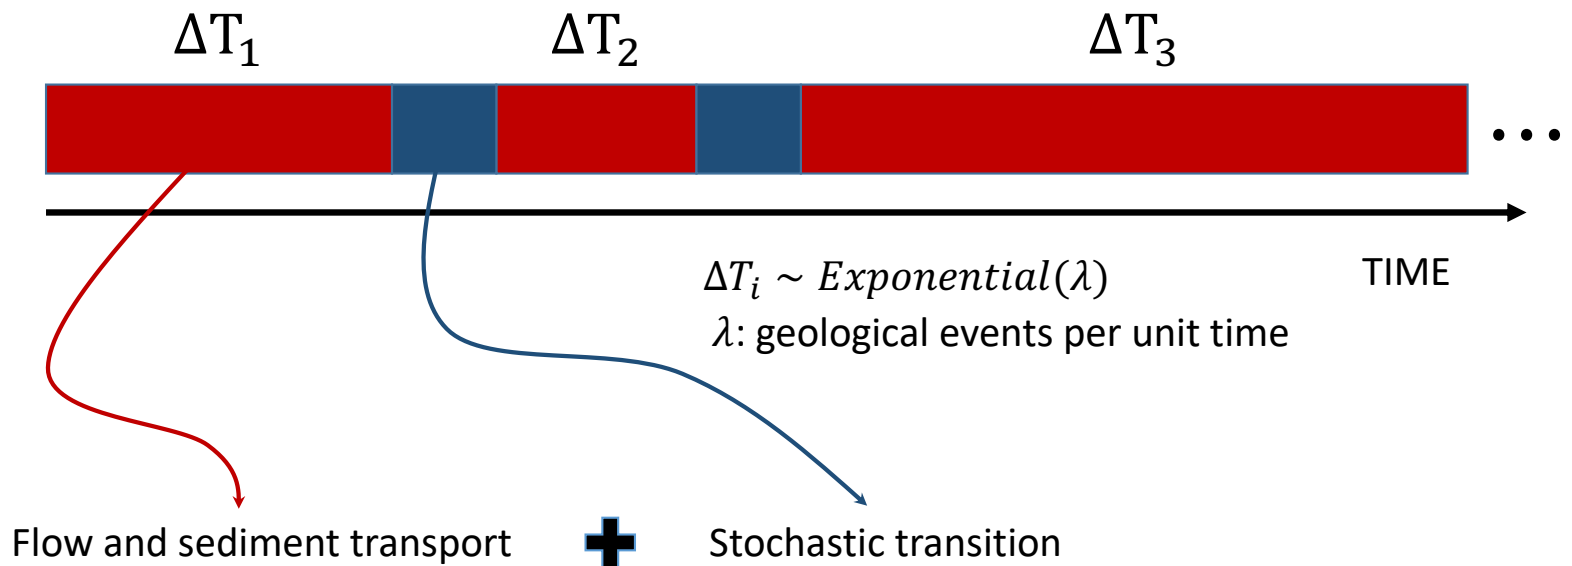 ΔT₁ ΔT₂ ΔT₃
...
ΔTᵢ ~ Exponential(λ)
TIME
λ: geological events per unit time
Flow and sediment transport + Stochastic transition